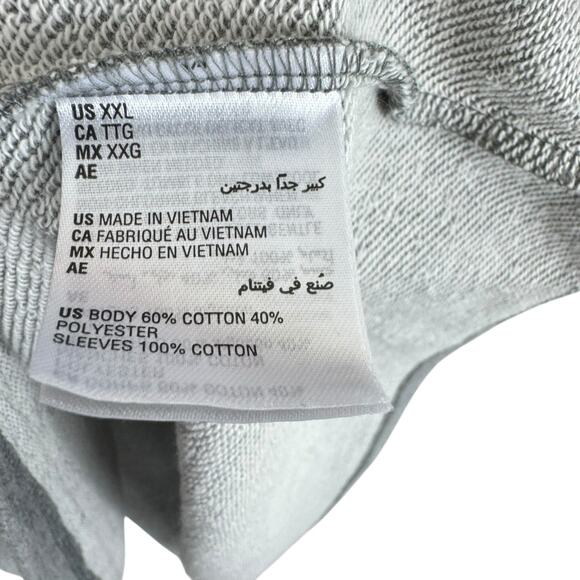 US XXL
CA TTG
MX XXG
AE
كبير جدًا بدرجتين
US MADE IN VIETNAM
CA FABRIQUÉ AU VIETNAM
MX HECHO EN VIETNAM
AE
صُنع في فيتنام
US BODY 60% COTTON 40%
POLYESTER
SLEEVES 100% COTTON